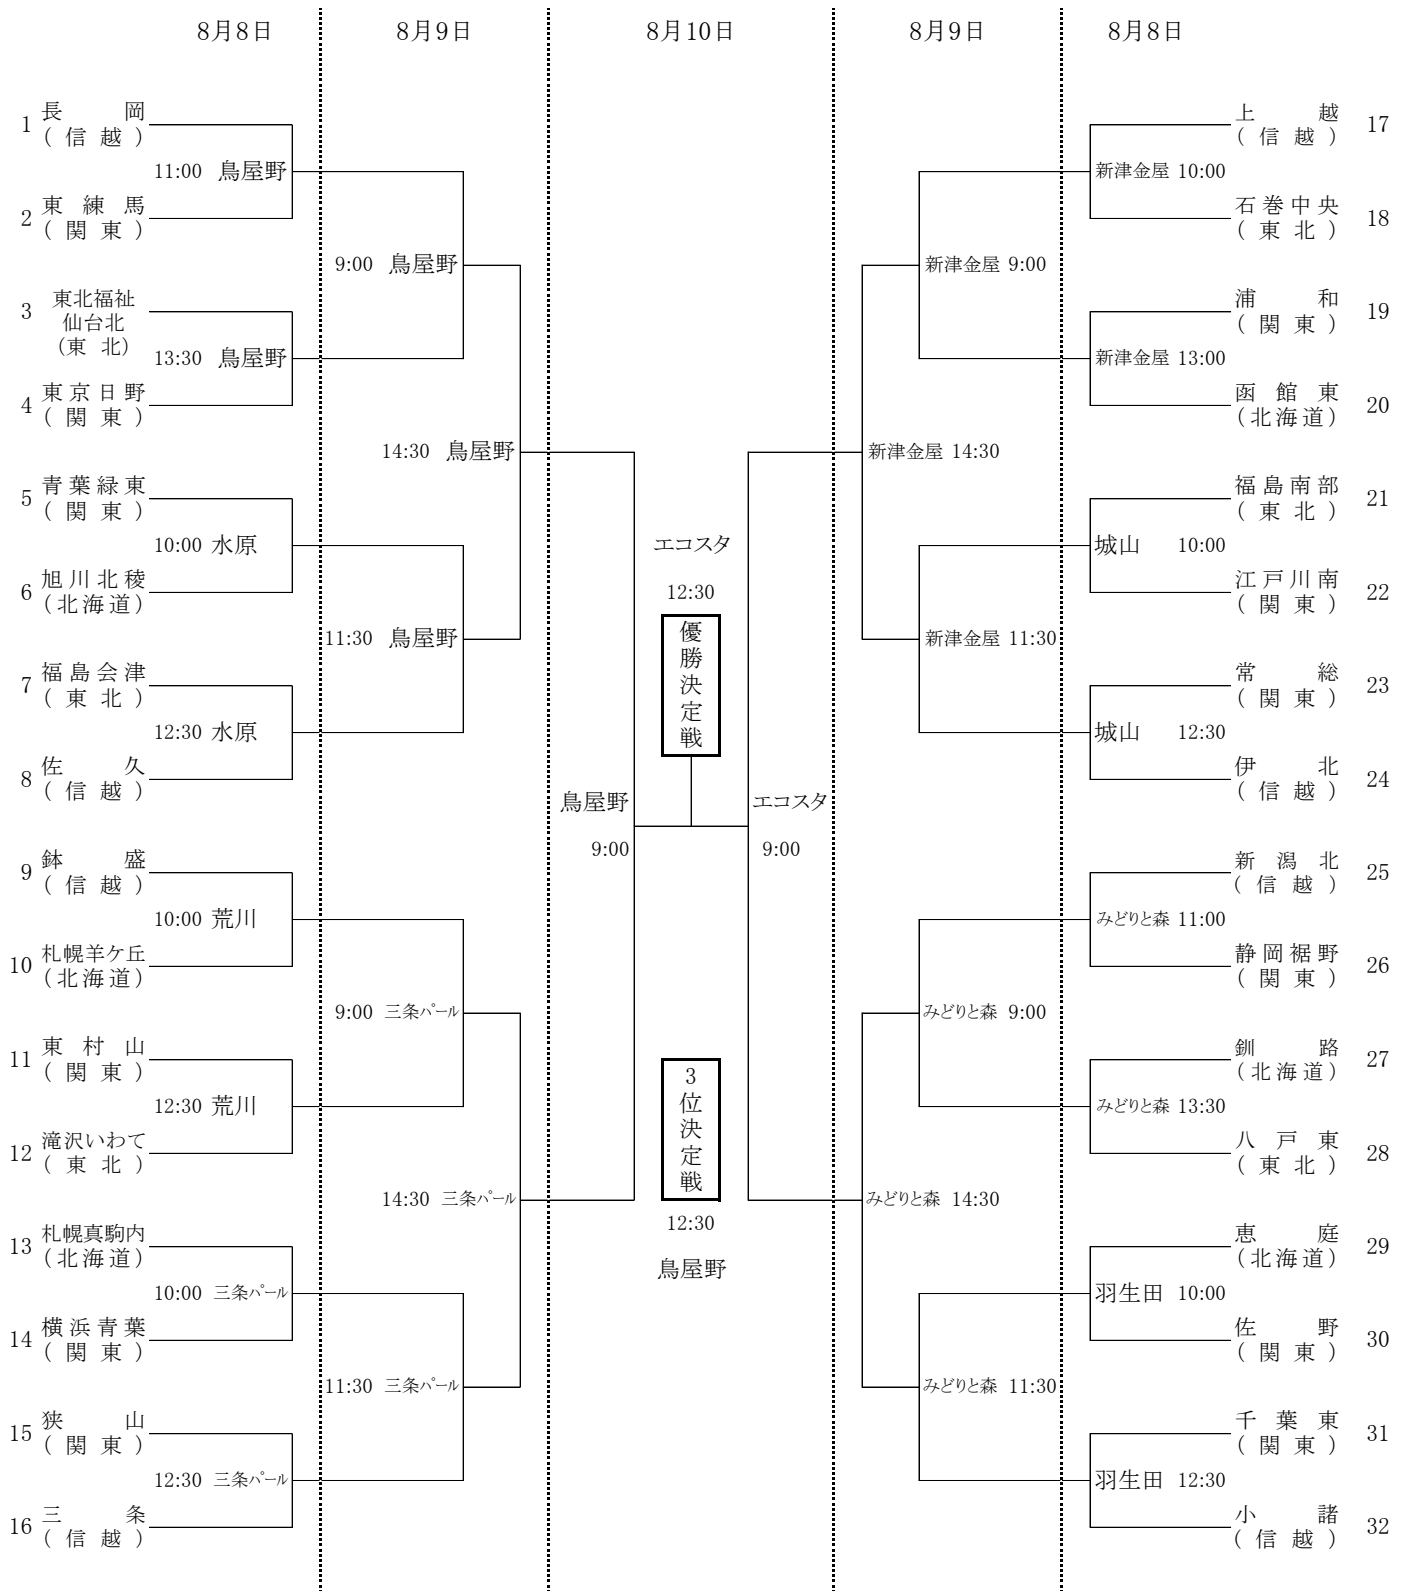 8月8日 8月9日 8月10日 8月9日 8月8日
1 長岡
(信越)
11:00 鳥屋野
2 東練馬
(関東)
9:00 鳥屋野
3 東北福祉
仙台北
(東北)
13:30 鳥屋野
4 東京日野
(関東)
14:30 鳥屋野
5 青葉緑東
(関東)
10:00 水原
6 旭川北稜
(北海道)
11:30 鳥屋野
7 福島会津
(東北)
12:30 水原
8 佐久
(信越)
鳥屋野
9:00
9 鉢盛
(信越)
10:00 荒川
10 札幌羊ケ丘
(北海道)
9:00 三条パール
11 東村山
(関東)
12:30 荒川
12 滝沢いわて
(東北)
14:30 三条パール
13 札幌真駒内
(北海道)
10:00 三条パール
14 横浜青葉
(関東)
11:30 三条パール
15 狭山
(関東)
12:30 三条パール
16 三条
(信越)
エコスタ
12:30
優勝決定戦
3位決定戦
12:30
鳥屋野
上越 17
(信越)
新津金屋 10:00
石巻中央 18
(東北)
新津金屋 9:00
浦和 19
(関東)
新津金屋 13:00
函館東 20
(北海道)
新津金屋 14:30
福島南部 21
(東北)
城山 10:00
江戸川南 22
(関東)
新津金屋 11:30
常総 23
(関東)
城山 12:30
伊北 24
(信越)
エコスタ
9:00
新潟北 25
(信越)
みどりと森 11:00
静岡裾野 26
(関東)
みどりと森 9:00
釧路 27
(北海道)
みどりと森 13:30
八戸東 28
(東北)
みどりと森 14:30
恵庭 29
(北海道)
羽生田 10:00
佐野 30
(関東)
みどりと森 11:30
千葉東 31
(関東)
羽生田 12:30
小諸 32
(信越)